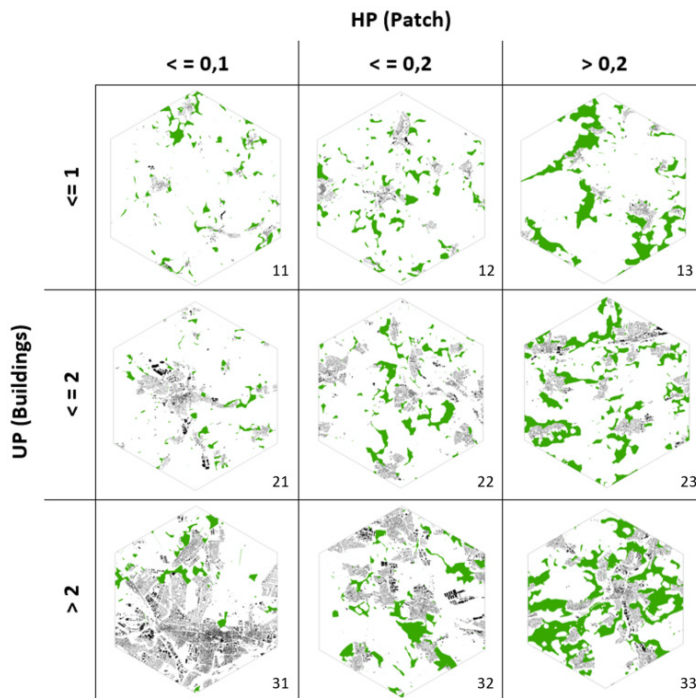 HP (Patch)
< = 0,1
< = 0,2
> 0,2
UP (Buildings)
<= 1
11
12
13
< = 2
21
22
23
> 2
31
32
33